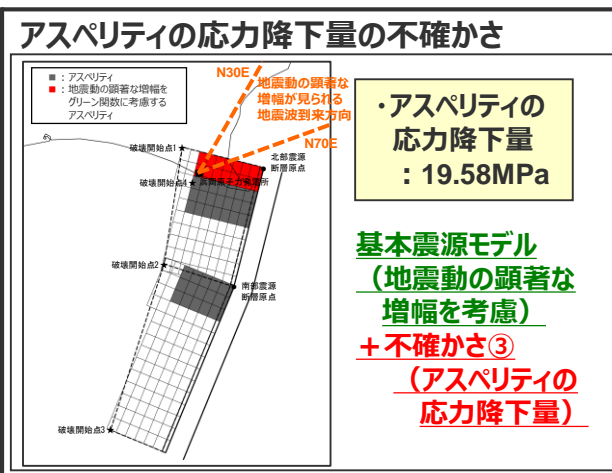 アスペリティの応力降下量の不確かさ
■：アスペリティ
■：地震動の顕著な増幅を
グリーン関数に考慮する
アスペリティ
N30E
地震動の顕著な
増幅が見られる
地震波到来方向
N70E
破壊開始点1★
北部震源
断層原点
破壊開始点4★
浜岡原子力発電所
破壊開始点2★
南部震源
断層原点
破壊開始点3★
・アスペリティの
応力降下量
：19.58MPa
基本震源モデル
（地震動の顕著な
増幅を考慮）
＋不確かさ③
（アスペリティの
応力降下量）